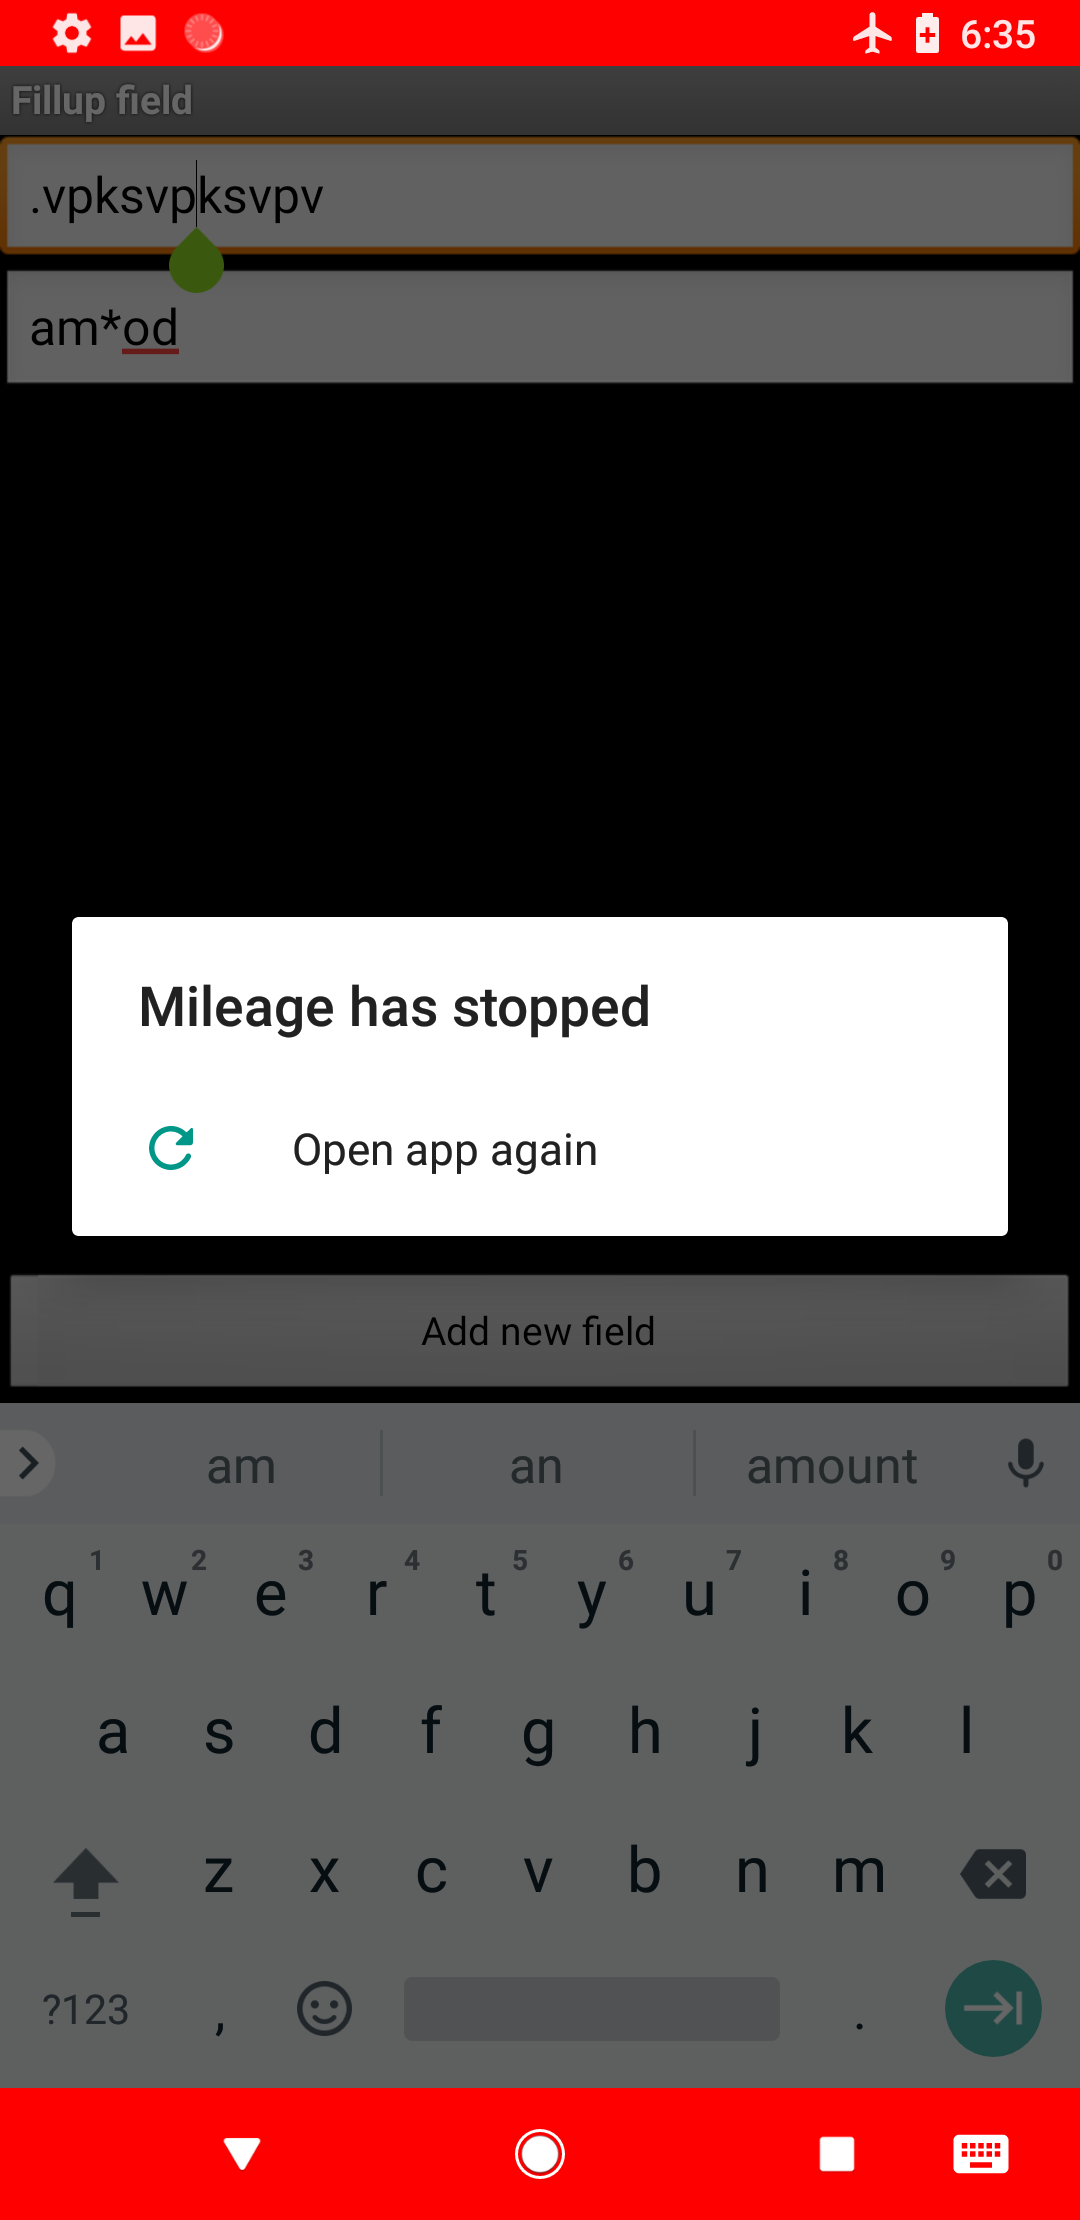 6:35
Fillup field
.vpksvpksvpv
am*od
Mileage has stopped
Open app again
Add new field
am an amount
1 2 3 4 5 6 7 8 9 0
q w e r t y u i o p
a s d f g h j k l
z x c v b n m
?123 , .